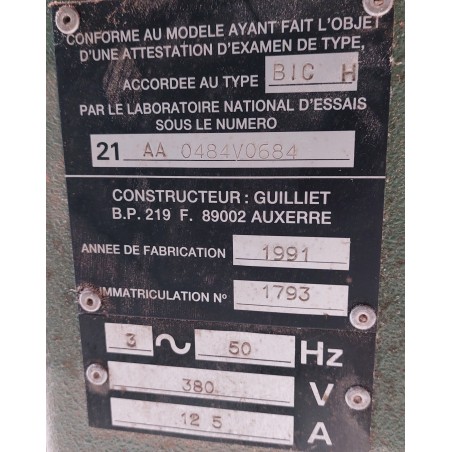 CONFORME AU MODELE AYANT FAIT L'OBJET
D'UNE ATTESTATION D'EXAMEN DE TYPE,
ACCORDEE AU TYPE BIC H
PAR LE LABORATOIRE NATIONAL D'ESSAIS
SOUS LE NUMERO
21 AA 0484V0684
CONSTRUCTEUR : GUILLIET
B.P. 219 F. 89002 AUXERRE
ANNEE DE FABRICATION 1991
IMMATRICULATION N° 1793
3 ~ 50 Hz
380 V
12 5 A